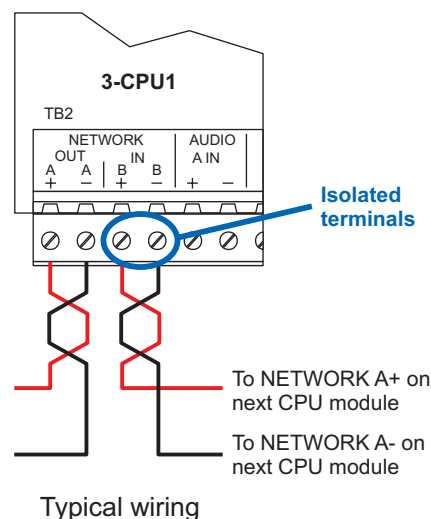 3-CPU1
TB2
NETWORK AUDIO
OUT IN A IN
A A B B
+ − + − + −
Isolated
terminals
To NETWORK A+ on
next CPU module
To NETWORK A- on
next CPU module
Typical wiring